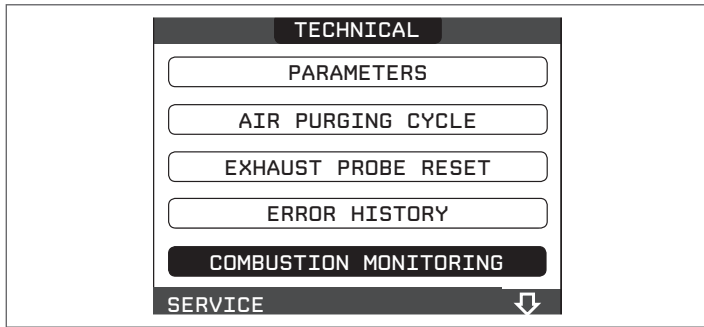 TECHNICAL
PARAMETERS
AIR PURGING CYCLE
EXHAUST PROBE RESET
ERROR HISTORY
COMBUSTION MONITORING
SERVICE